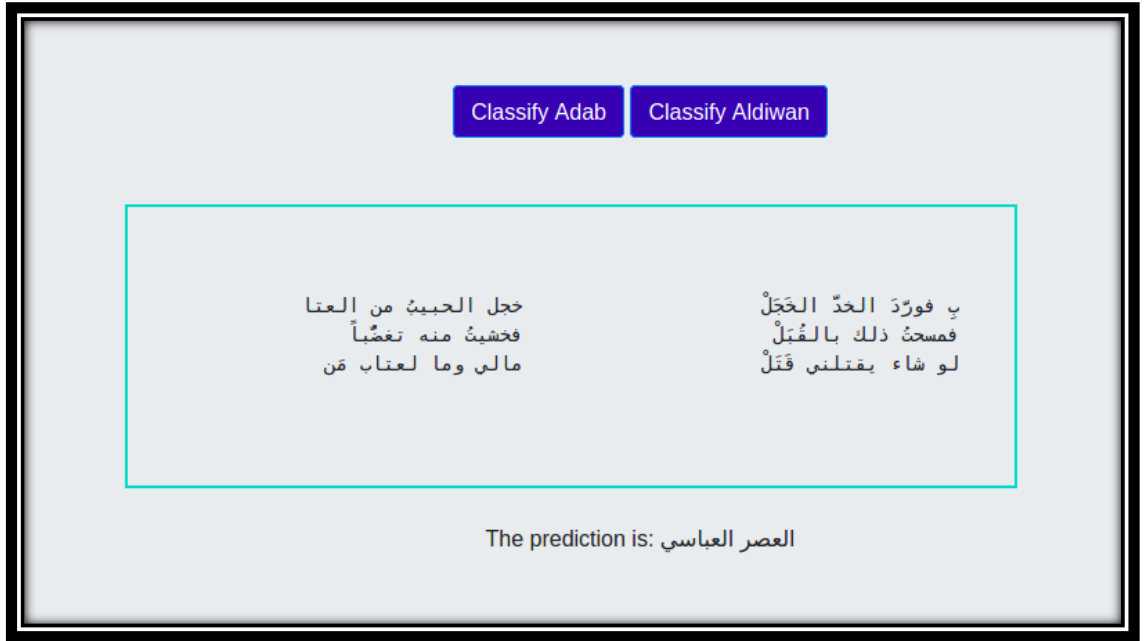 Classify Adab Classify Aldiwan
خجل الحبيبُ من العتا بِ فورّدَ الخدّ الخَجَلْ
فخشيتُ منه تغضّباً فمسحتُ ذلك بالقُبَلْ
مالي وما لعتاب مَن لو شاء يقتلني قَتَلْ
The prediction is: العصر العباسي